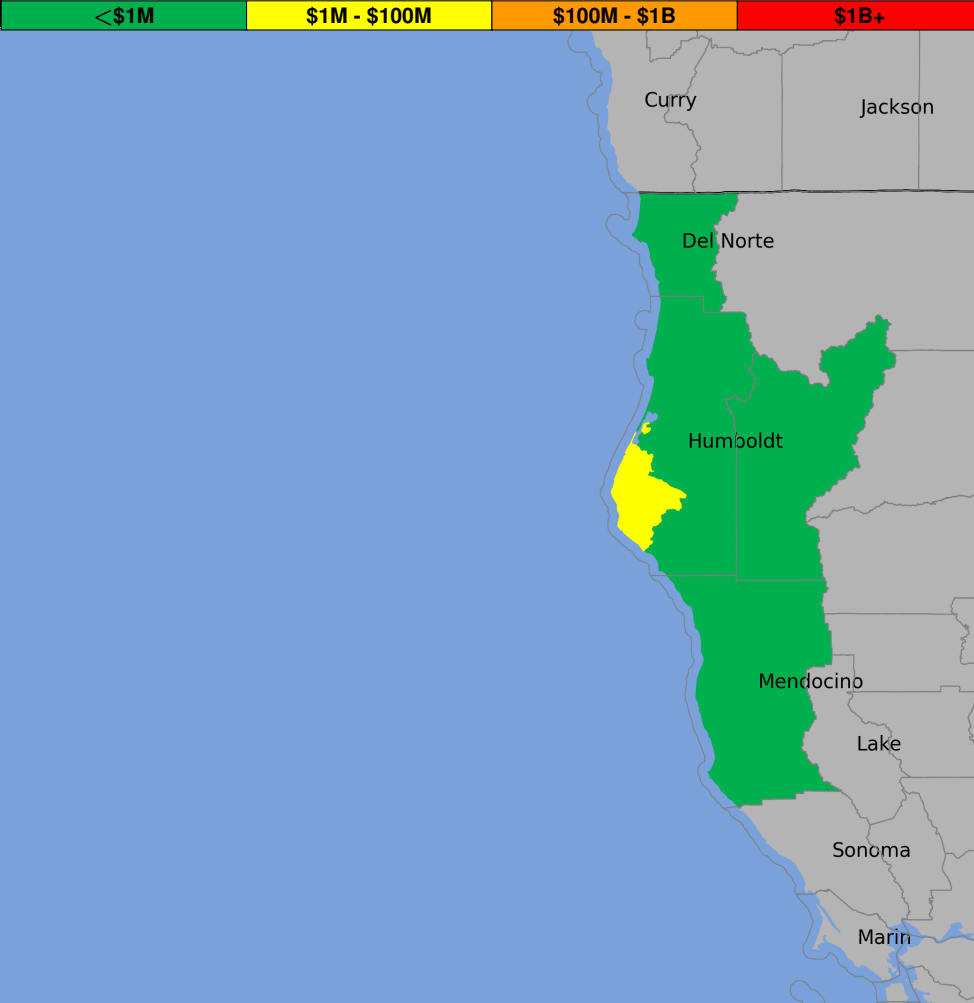 <$1M $1M - $100M $100M - $1B $1B+
Curry
Jackson
Del Norte
Humboldt
Mendocino
Lake
Sonoma
Marin